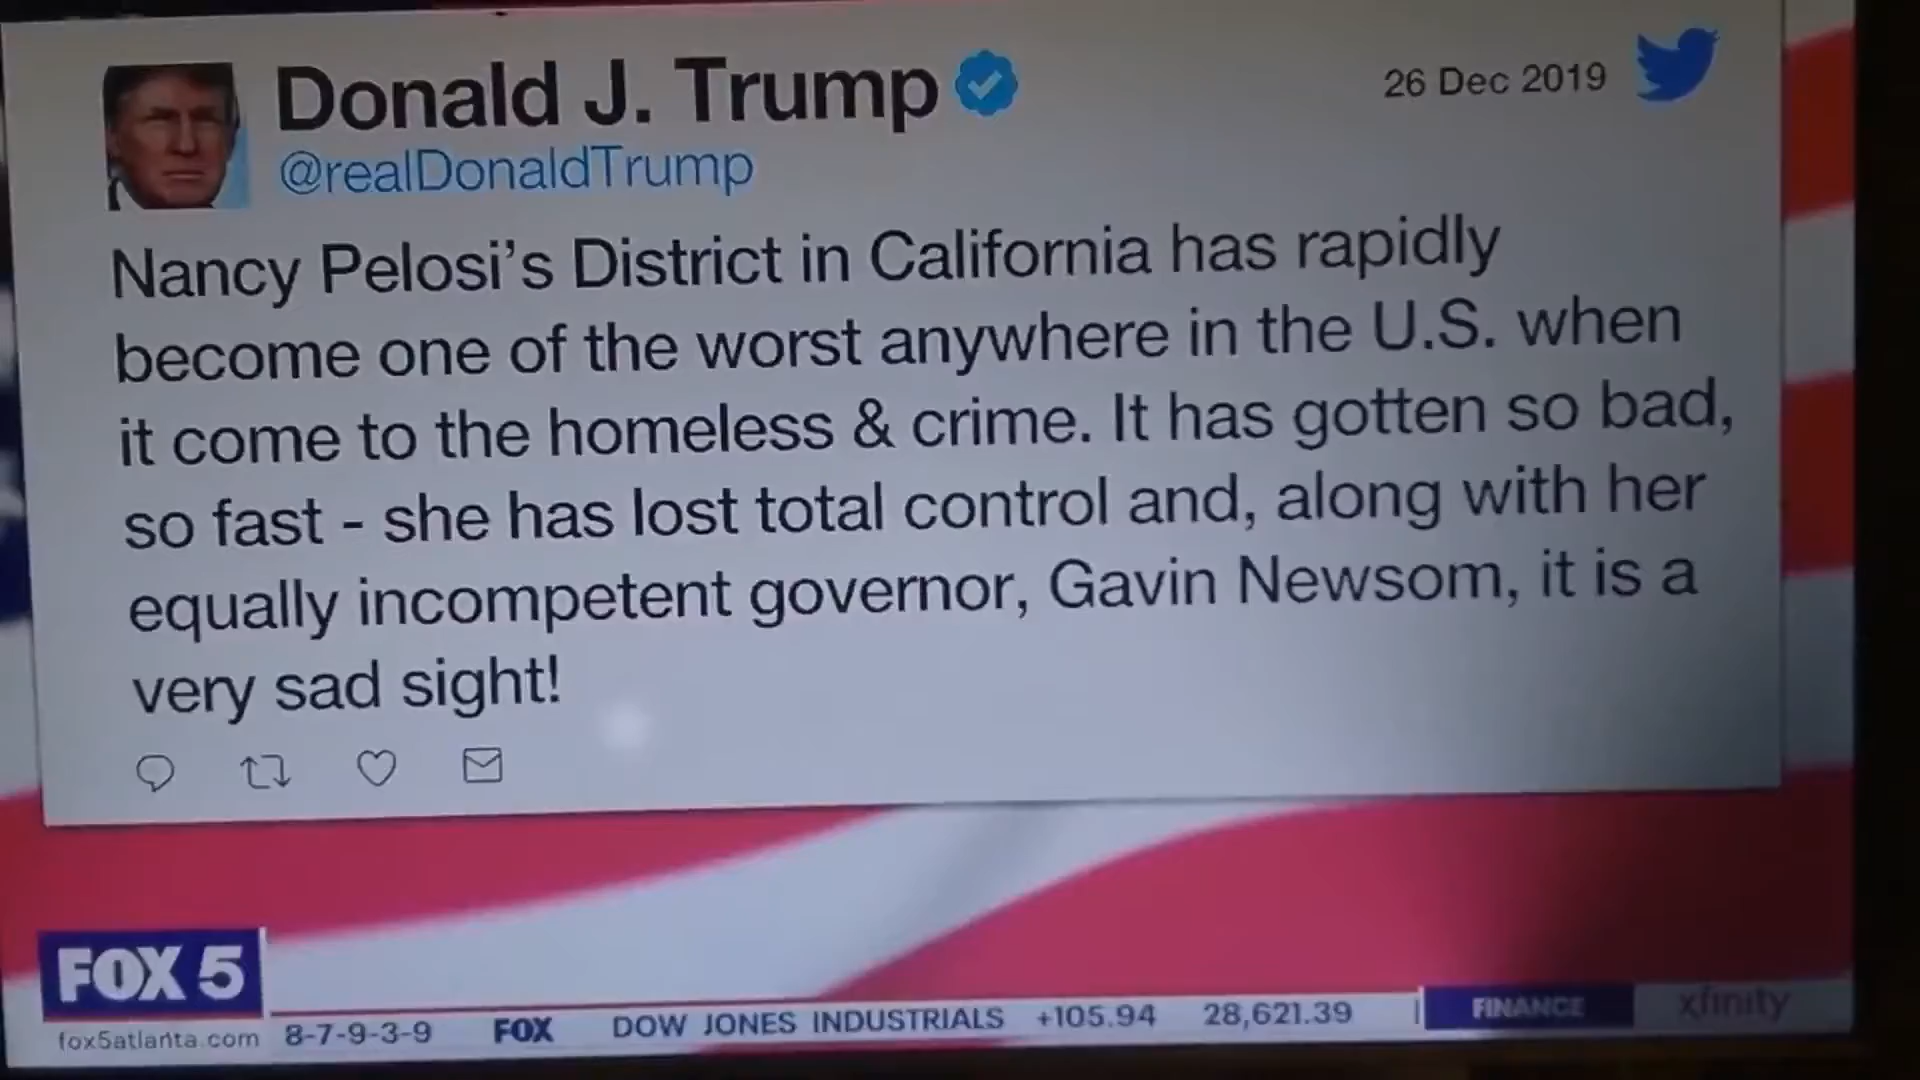 Donald J. Trump
26 Dec 2019
@realDonaldTrump
Nancy Pelosi's District in California has rapidly
become one of the worst anywhere in the U.S. when
it come to the homeless & crime. It has gotten so bad,
so fast - she has lost total control and, along with her
equally incompetent governor, Gavin Newsom, it is a
very sad sight!
FOX 5
fox5atlanta.com
8-7-9-3-9 FOX DOW JONES INDUSTRIALS +105.94 28,621.39 FINANCE xfinity